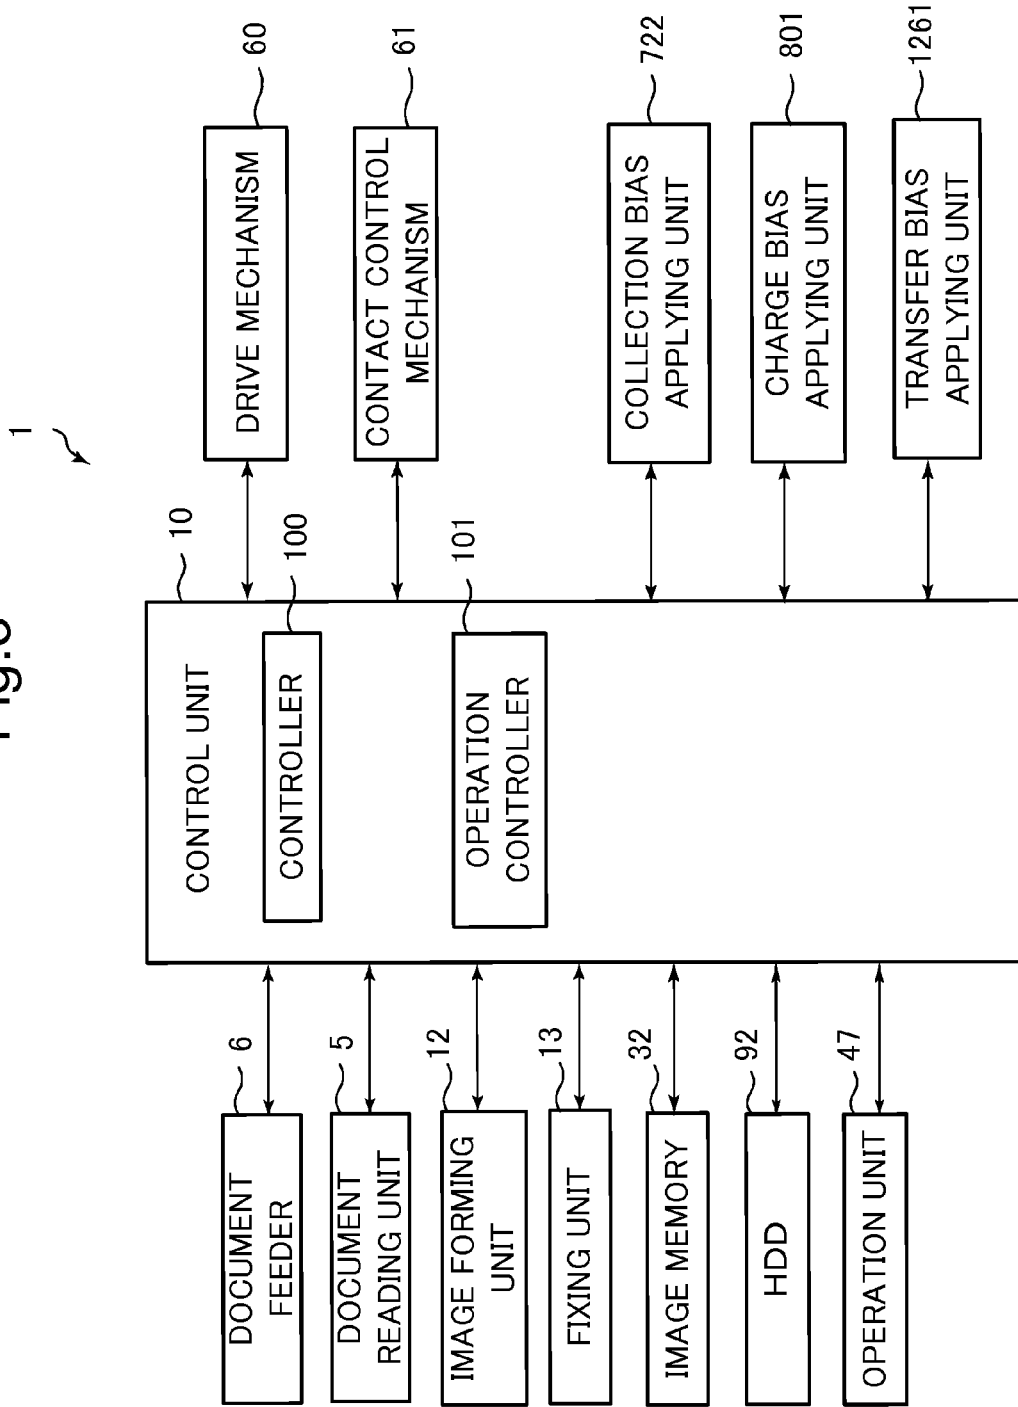 1
10
CONTROL UNIT
100
CONTROLLER
101
OPERATION
CONTROLLER
6
DOCUMENT
FEEDER
5
DOCUMENT
READING UNIT
12
IMAGE FORMING
UNIT
13
FIXING UNIT
32
IMAGE MEMORY
92
HDD
47
OPERATION UNIT
60
DRIVE MECHANISM
61
CONTACT CONTROL
MECHANISM
722
COLLECTION BIAS
APPLYING UNIT
801
CHARGE BIAS
APPLYING UNIT
1261
TRANSFER BIAS
APPLYING UNIT